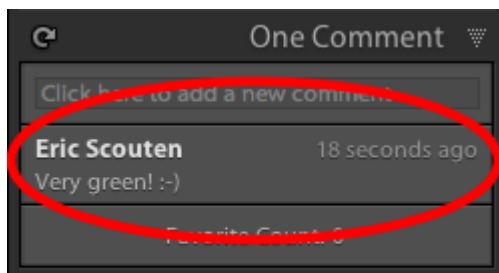 One Comment
Click here to add a new comment
Eric Scouten 18 seconds ago
Very green! :-)
Favorite Count: 0